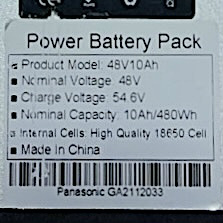 Power Battery Pack
Product Model: 48V10Ah
Nominal Voltage: 48V
Charge Voltage: 54.6V
Nominal Capacity: 10Ah/480Wh
Internal Cells: High Quality 18650 Cell
Made In China
Panasonic GA2112033